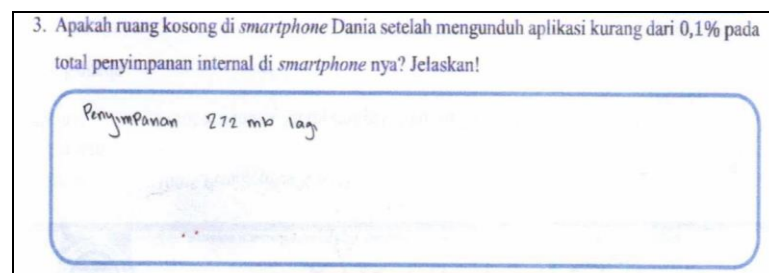 3. Apakah ruang kosong di smartphone Dania setelah mengunduh aplikasi kurang dari 0,1% pada
total penyimpanan internal di smartphone nya? Jelaskan!
Penyimpanan 272 mb lagi